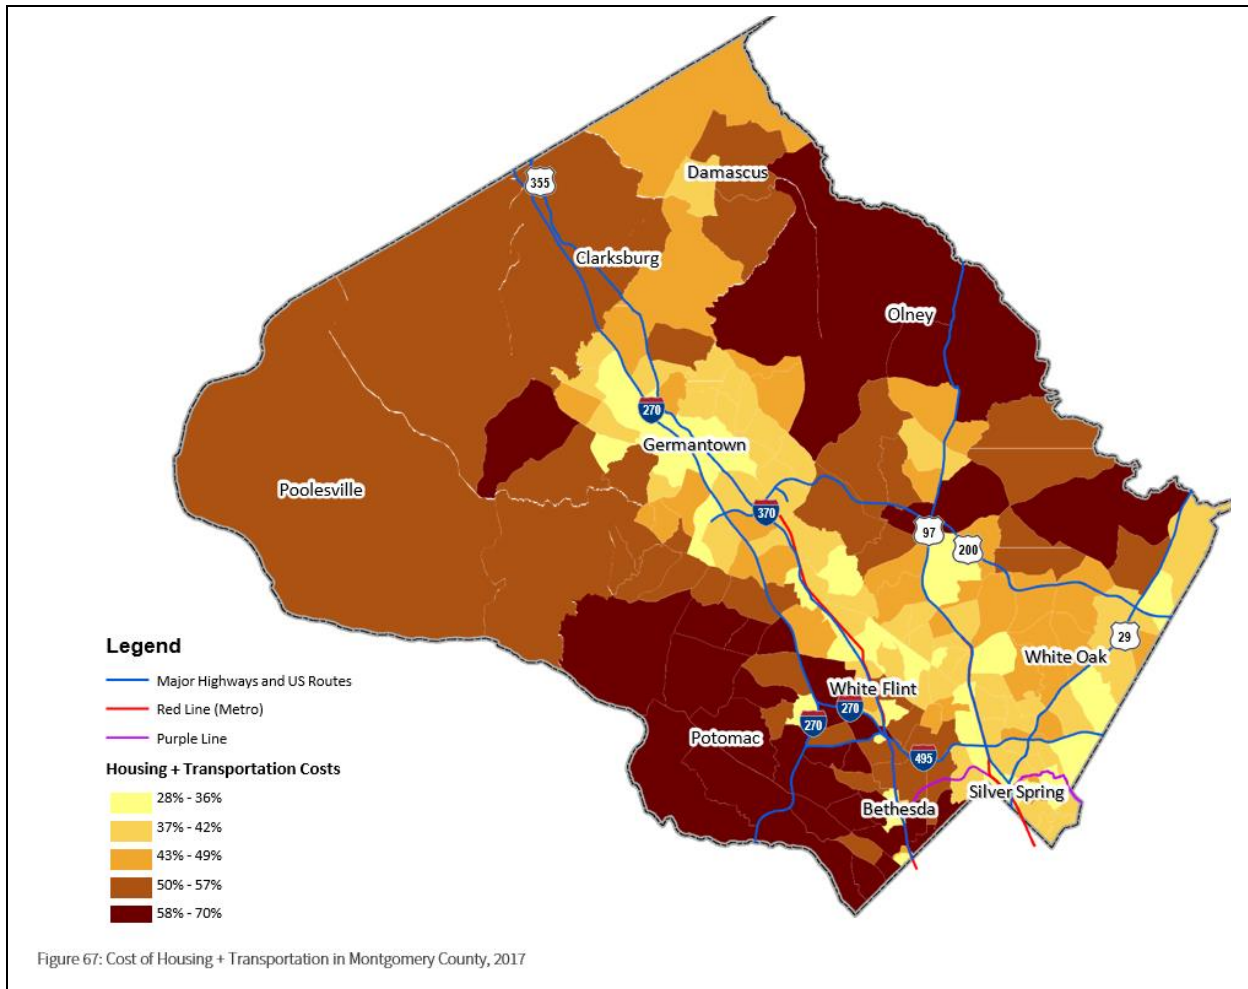 355
Damascus
Clarksburg
Olney
270
Germantown
Poolesville
370
97
200
29
White Oak
White Flint
270
270
Potomac
495
Silver Spring
Bethesda
Legend
Major Highways and US Routes
Red Line (Metro)
Purple Line
Housing + Transportation Costs
28% - 36%
37% - 42%
43% - 49%
50% - 57%
58% - 70%
Figure 67: Cost of Housing + Transportation in Montgomery County, 2017